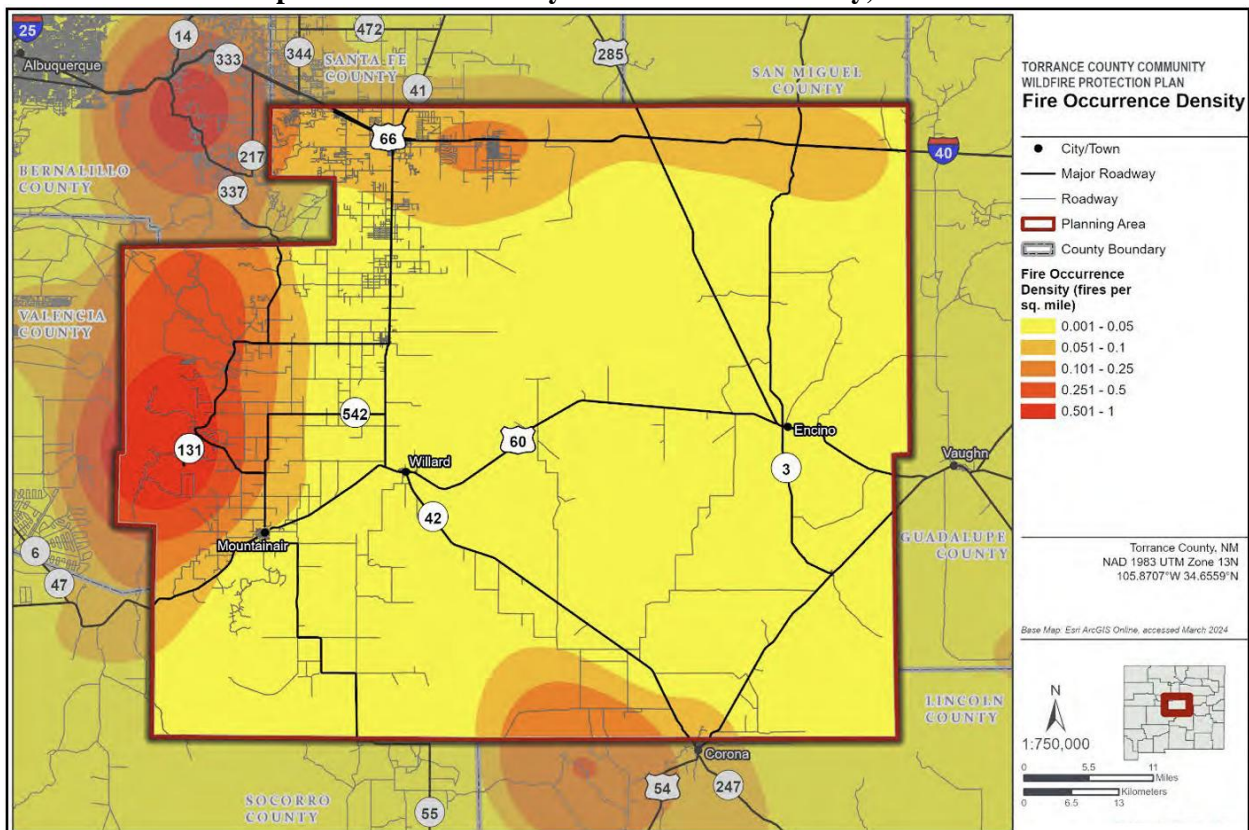 25
Albuquerque
14
333
344
472
SANTA FE
COUNTY
41
285
SAN MIGUEL
COUNTY
66
40
217
337
BERNALILLO
COUNTY
VALENCIA
COUNTY
542
131
60
Encino
3
Vaughn
Willard
42
Mountainair
GUADALUPE
COUNTY
6
47
LINCOLN
COUNTY
Corona
54
247
SOCORRO
COUNTY
55
TORRANCE COUNTY COMMUNITY
WILDFIRE PROTECTION PLAN
Fire Occurrence Density
City/Town
Major Roadway
Roadway
Planning Area
County Boundary
Fire Occurrence
Density (fires per
sq. mile)
0.001 - 0.05
0.051 - 0.1
0.101 - 0.25
0.251 - 0.5
0.501 - 1
Torrance County, NM
NAD 1983 UTM Zone 13N
105.8707°W 34.6559°N
Base Map: Esri ArcGIS Online, accessed March 2024
N
1:750,000
0 5.5 11
Miles
Kilometers
0 6.5 13